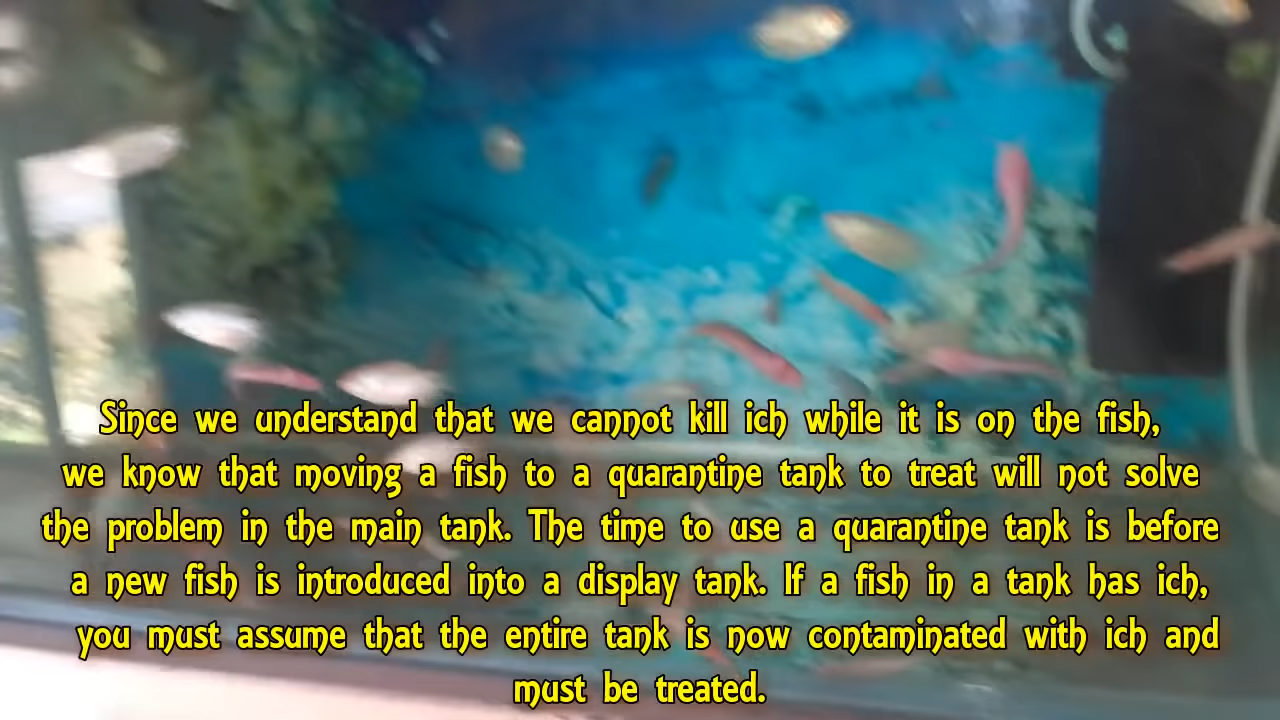 Since we understand that we cannot kill ich while it is on the fish,
we know that moving a fish to a quarantine tank to treat will not solve
the problem in the main tank. The time to use a quarantine tank is before
a new fish is introduced into a display tank. If a fish in a tank has ich,
you must assume that the entire tank is now contaminated with ich and
must be treated.